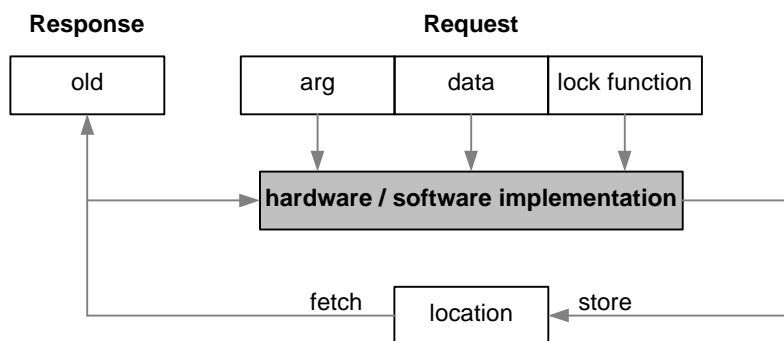 Response Request
old arg data lock function
hardware / software implementation
fetch location store